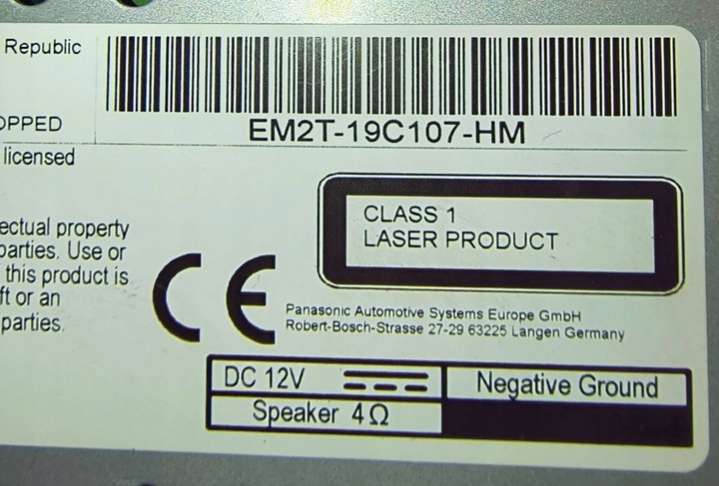 Republic
OPPED
licensed
EM2T-19C107-HM
ectual property
parties. Use or
this product is
ft or an
parties.
CLASS 1
LASER PRODUCT
CE
Panasonic Automotive Systems Europe GmbH
Robert-Bosch-Strasse 27-29 63225 Langen Germany
DC 12V
Negative Ground
Speaker 4Ω